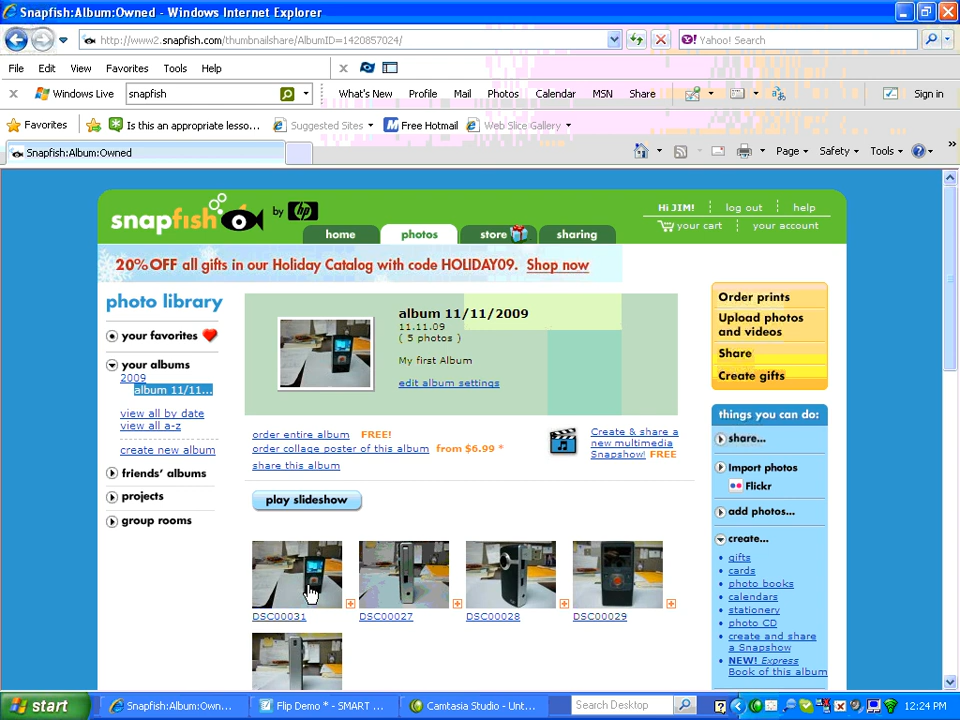 Snapfish:Album:Owned - Windows Internet Explorer
http://www2.snapfish.com/thumbnailshare/AlbumID=1420857024/
Yahoo! Search
File Edit View Favorites Tools Help
Windows Live snapfish What's New Profile Mail Photos Calendar MSN Share Sign in
Favorites Is this an appropriate lesso... Suggested Sites Free Hotmail Web Slice Gallery
Snapfish:Album:Owned Page Safety Tools
snapfish by hp
Hi JIM! log out help
your cart your account
home photos store sharing
20%OFF all gifts in our Holiday Catalog with code HOLIDAY09. Shop now
photo library
your favorites
your albums
2009
album 11/11...
view all by date
view all a-z
create new album
friends' albums
projects
group rooms
album 11/11/2009
11.11.09
( 5 photos )
My first Album
edit album settings
order entire album FREE!
order collage poster of this album from $6.99 *
share this album
Create & share a
new multimedia
Snapshow! FREE
play slideshow
DSC00031 DSC00027 DSC00028 DSC00029
Order prints
Upload photos
and videos
Share
Create gifts
things you can do:
share...
Import photos
Flickr
add photos...
create...
gifts
cards
photo books
calendars
stationery
photo CD
create and share
a Snapshow
NEW! Express
Book of this album
start Snapfish:Album:Own... Flip Demo * - SMART ... Camtasia Studio - Unt... Search Desktop 12:24 PM